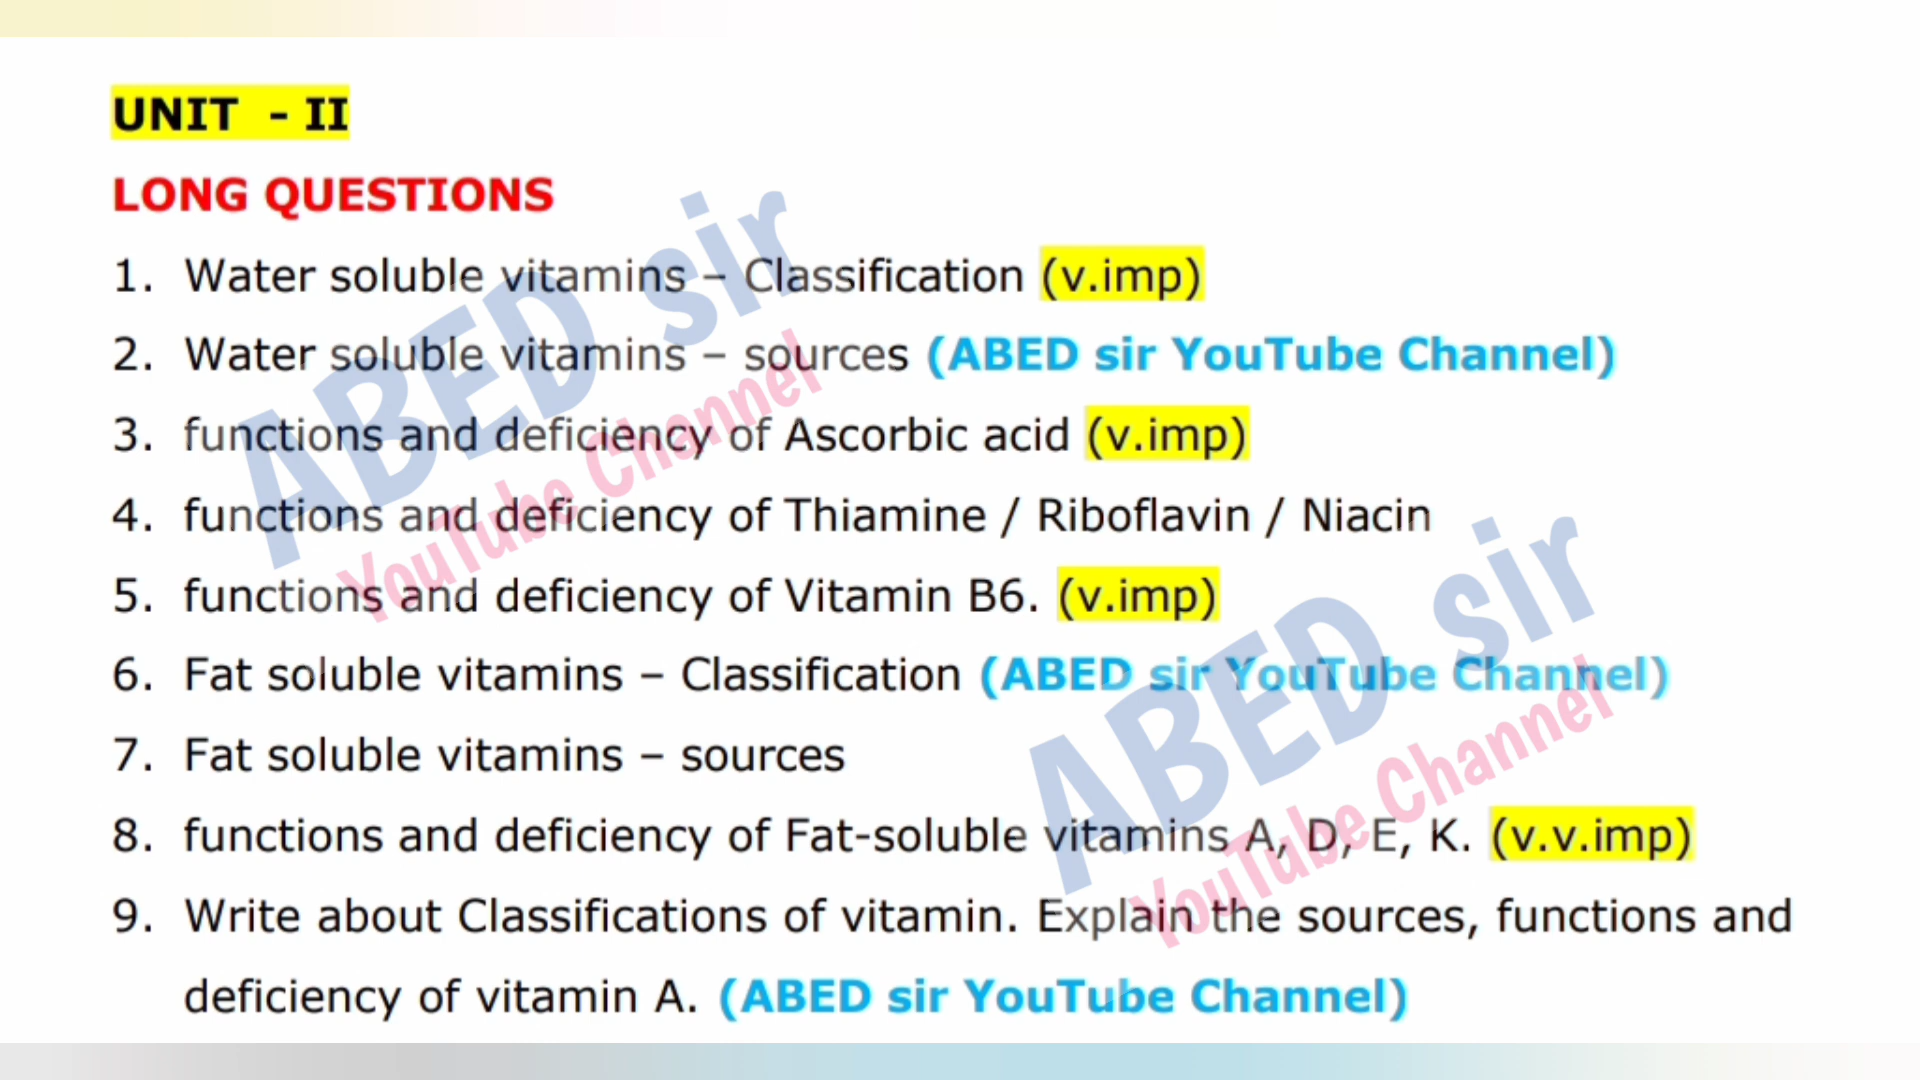 UNIT - II
LONG QUESTIONS
1. Water soluble vitamins – Classification (v.imp)
2. Water soluble vitamins – sources (ABED sir YouTube Channel)
3. functions and deficiency of Ascorbic acid (v.imp)
4. functions and deficiency of Thiamine / Riboflavin / Niacin
5. functions and deficiency of Vitamin B6. (v.imp)
6. Fat soluble vitamins – Classification (ABED sir YouTube Channel)
7. Fat soluble vitamins – sources
8. functions and deficiency of Fat-soluble vitamins A, D, E, K. (v.v.imp)
9. Write about Classifications of vitamin. Explain the sources, functions and
deficiency of vitamin A. (ABED sir YouTube Channel)
ABED sir
YouTube Channel
ABED sir
YouTube Channel